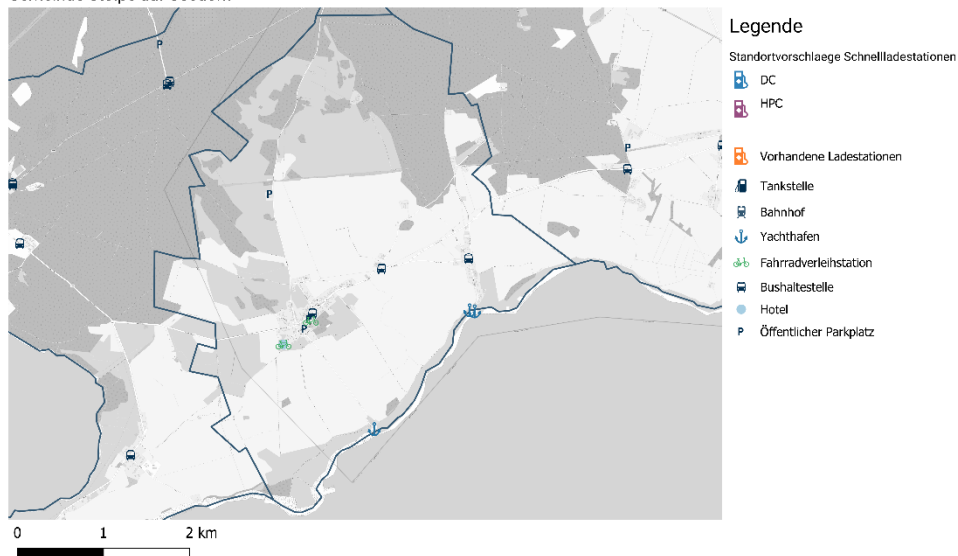 Legende
Standortvorschlaege Schnellladestationen
DC
HPC
Vorhandene Ladestationen
Tankstelle
Bahnhof
Yachthafen
Fahrradverleihstation
Bushaltestelle
Hotel
P Öffentlicher Parkplatz
P
P
P
P
0 1 2 km